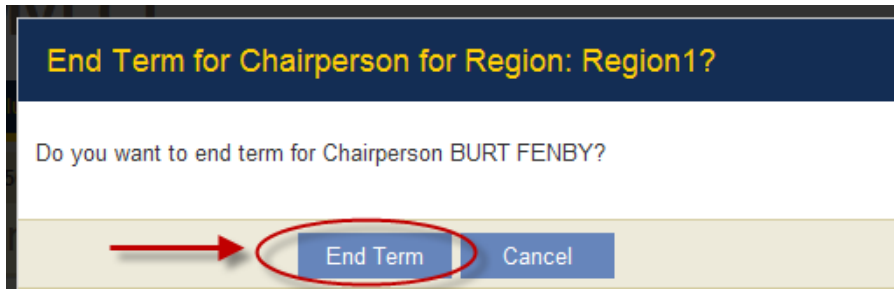 End Term for Chairperson for Region: Region1?
Do you want to end term for Chairperson BURT FENBY?
End Term Cancel